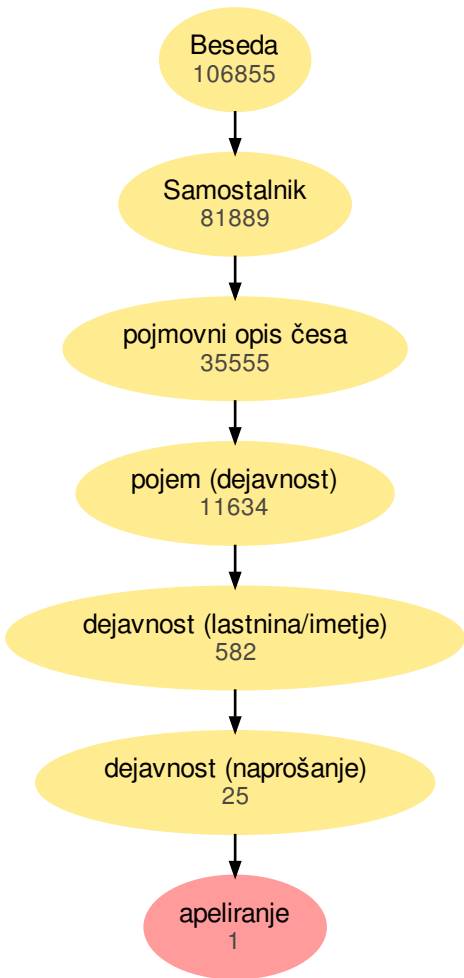 Beseda
106855
Samostalnik
81889
pojmovni opis česa
35555
pojem (dejavnost)
11634
dejavnost (lastnina/imetje)
582
dejavnost (naprošanje)
25
apeliranje
1